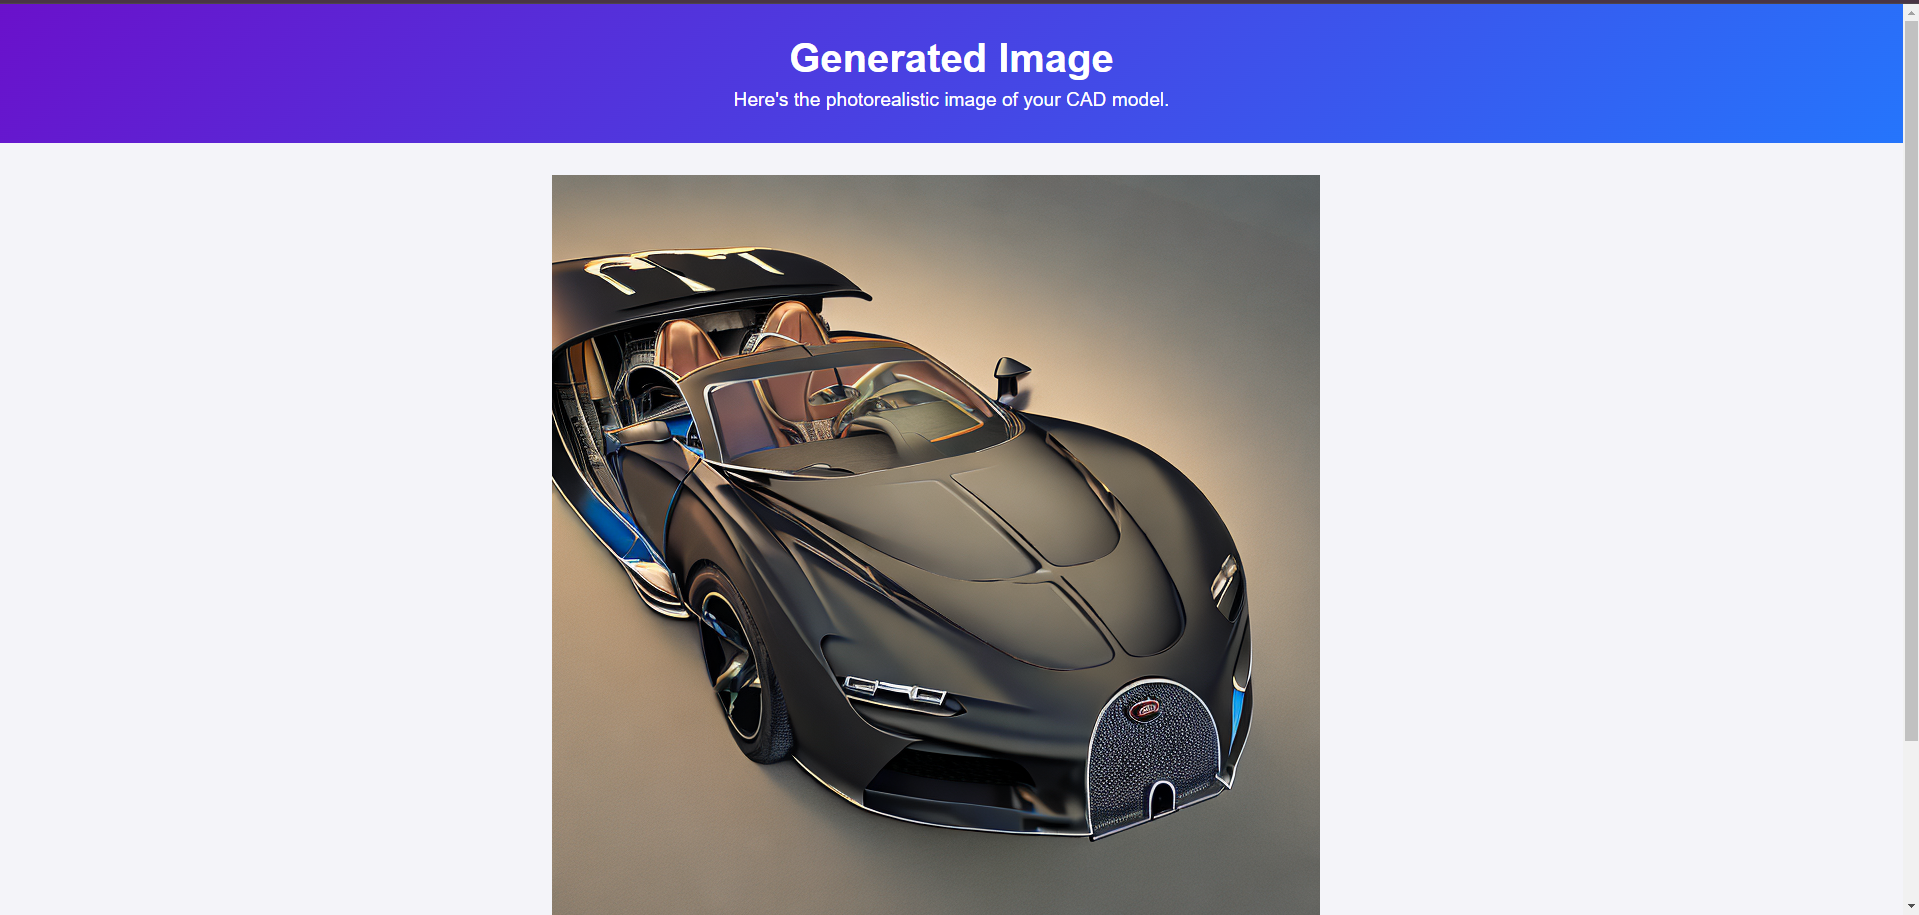 Generated Image
Here's the photorealistic image of your CAD model.